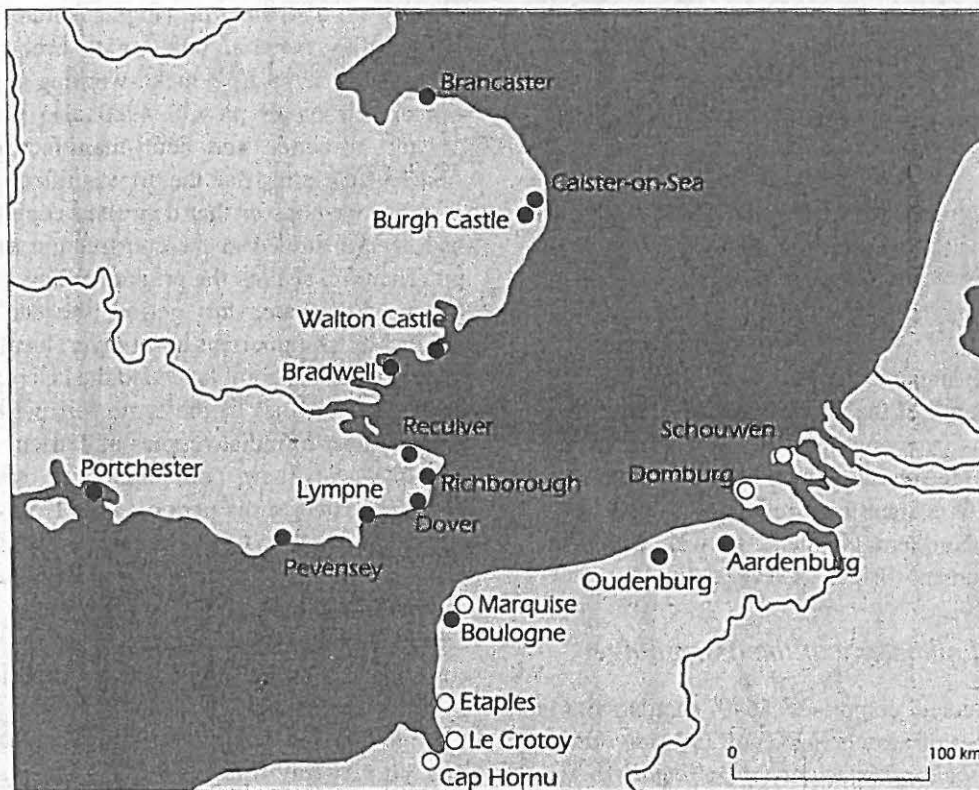 Brancaster
Caister-on-Sea
Burgh Castle
Walton Castle
Bradwell
Reculver
Schouwen
Portchester
Lympne
Richborough
Domburg
Dover
Pevensey
Oudenburg
Aardenburg
Marquise
Boulogne
Etaples
Le Crotoy
Cap Hornu
0 100 km